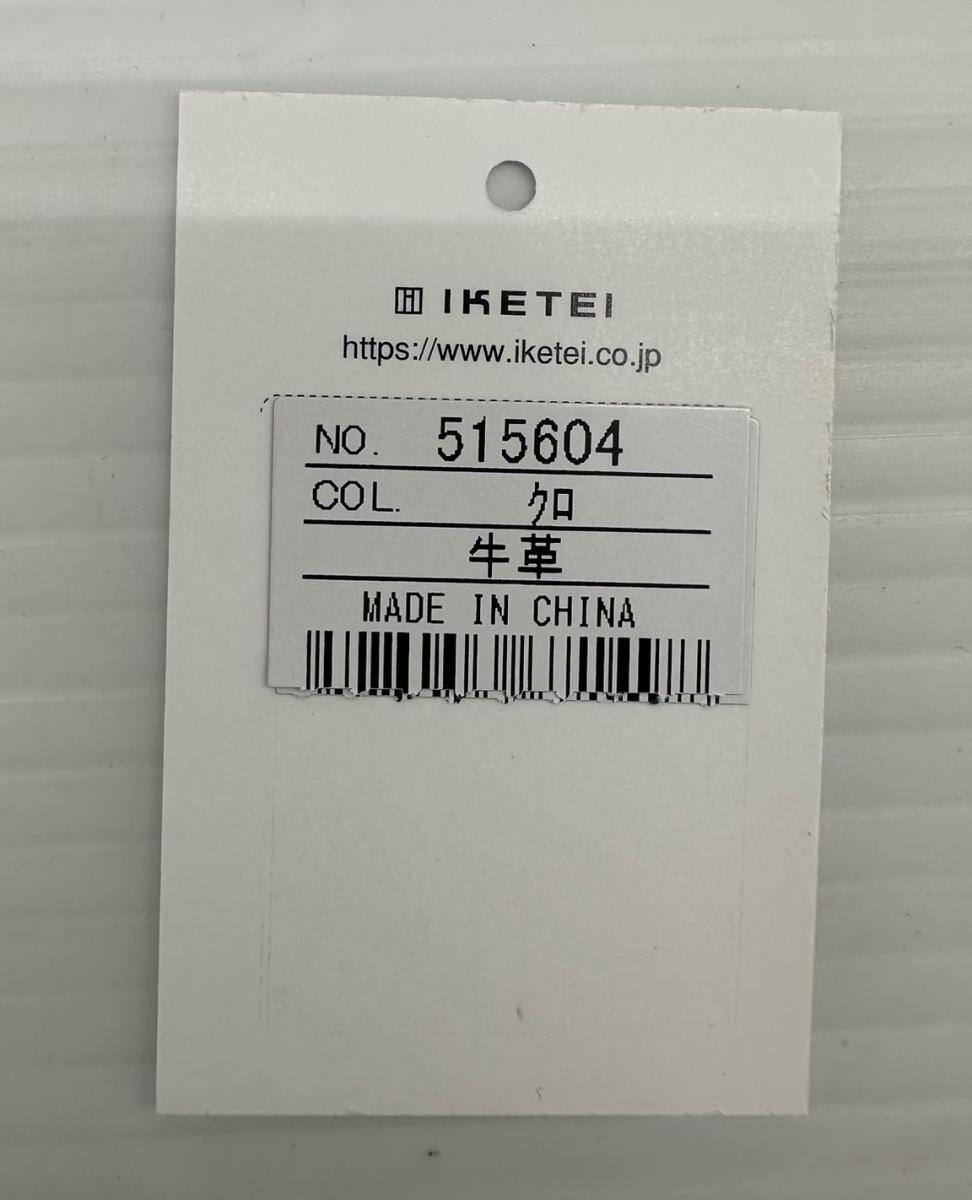 IKETEI
https://www.iketei.co.jp
NO. 515604
COL. クロ
牛革
MADE IN CHINA